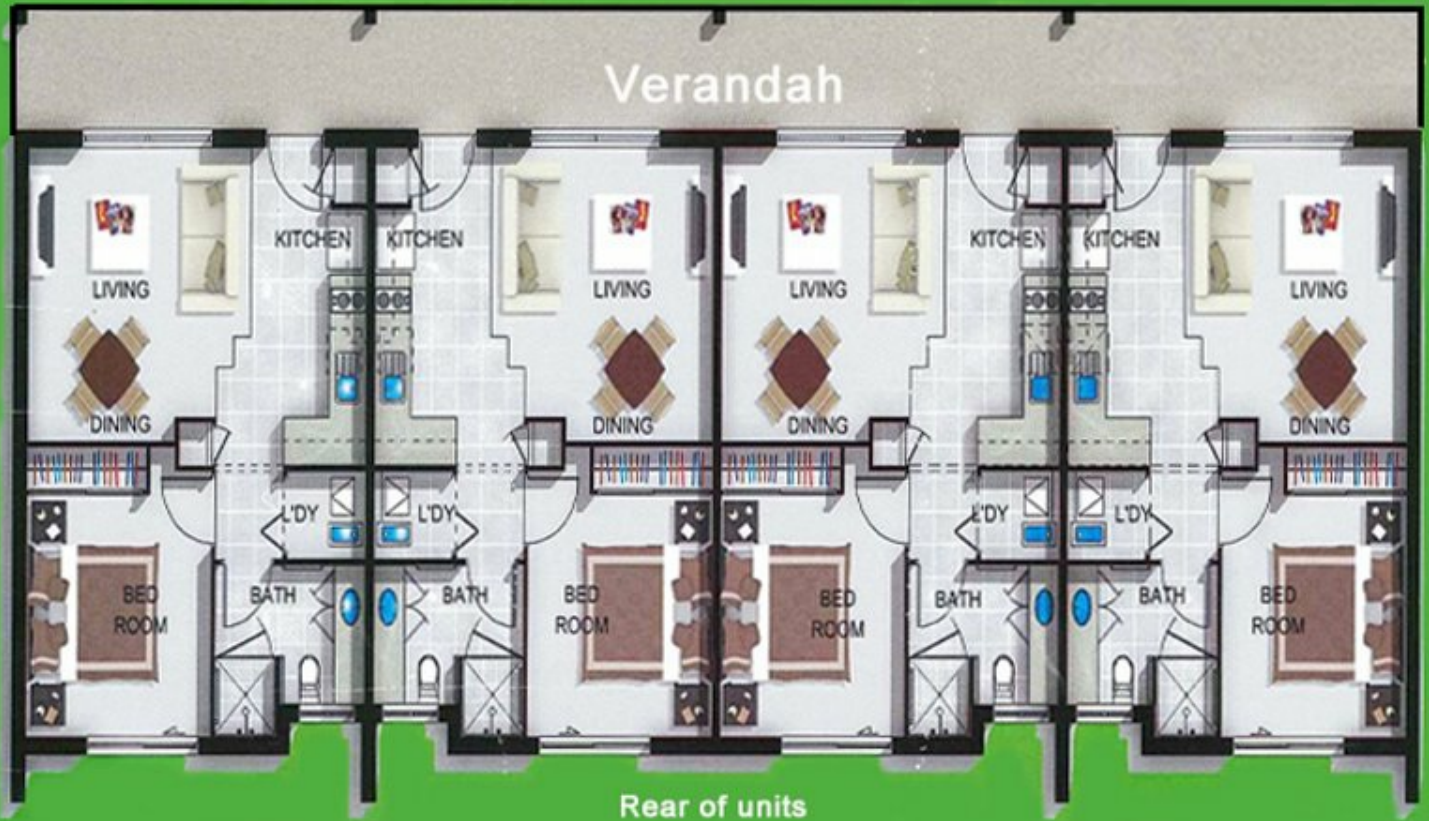 Verandah
KITCHEN KITCHEN KITCHEN KITCHEN
LIVING LIVING LIVING LIVING
DINING DINING DINING DINING
L'DY L'DY L'DY L'DY
BED ROOM BATH BATH BED ROOM BED ROOM BATH BATH BED ROOM
Rear of units